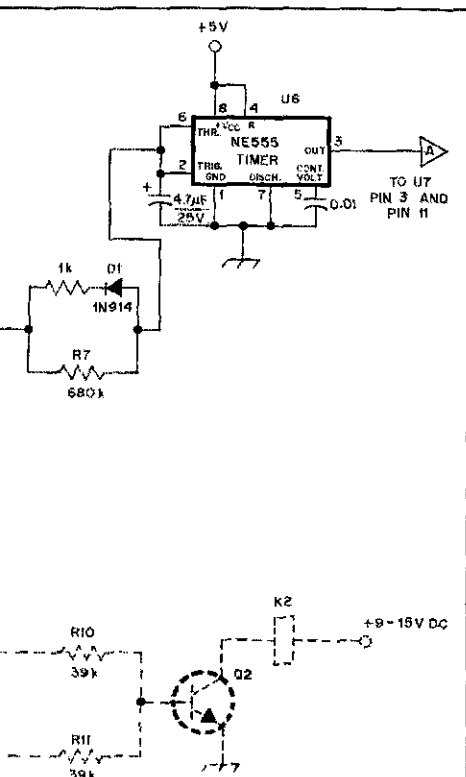 +5V
U6
8
4
+VCC
R
6
THR.
NE555
TIMER
OUT
3
A
2
TRIG.
GND
DISCH.
CONT.
VOLT
1
7
5
+
4.7µF
25V
0.01
TO U7
PIN 3 AND
PIN 11
1k
D1
1N914
R7
680k
K2
+9-15V DC
R10
39k
Q2
R11
39k